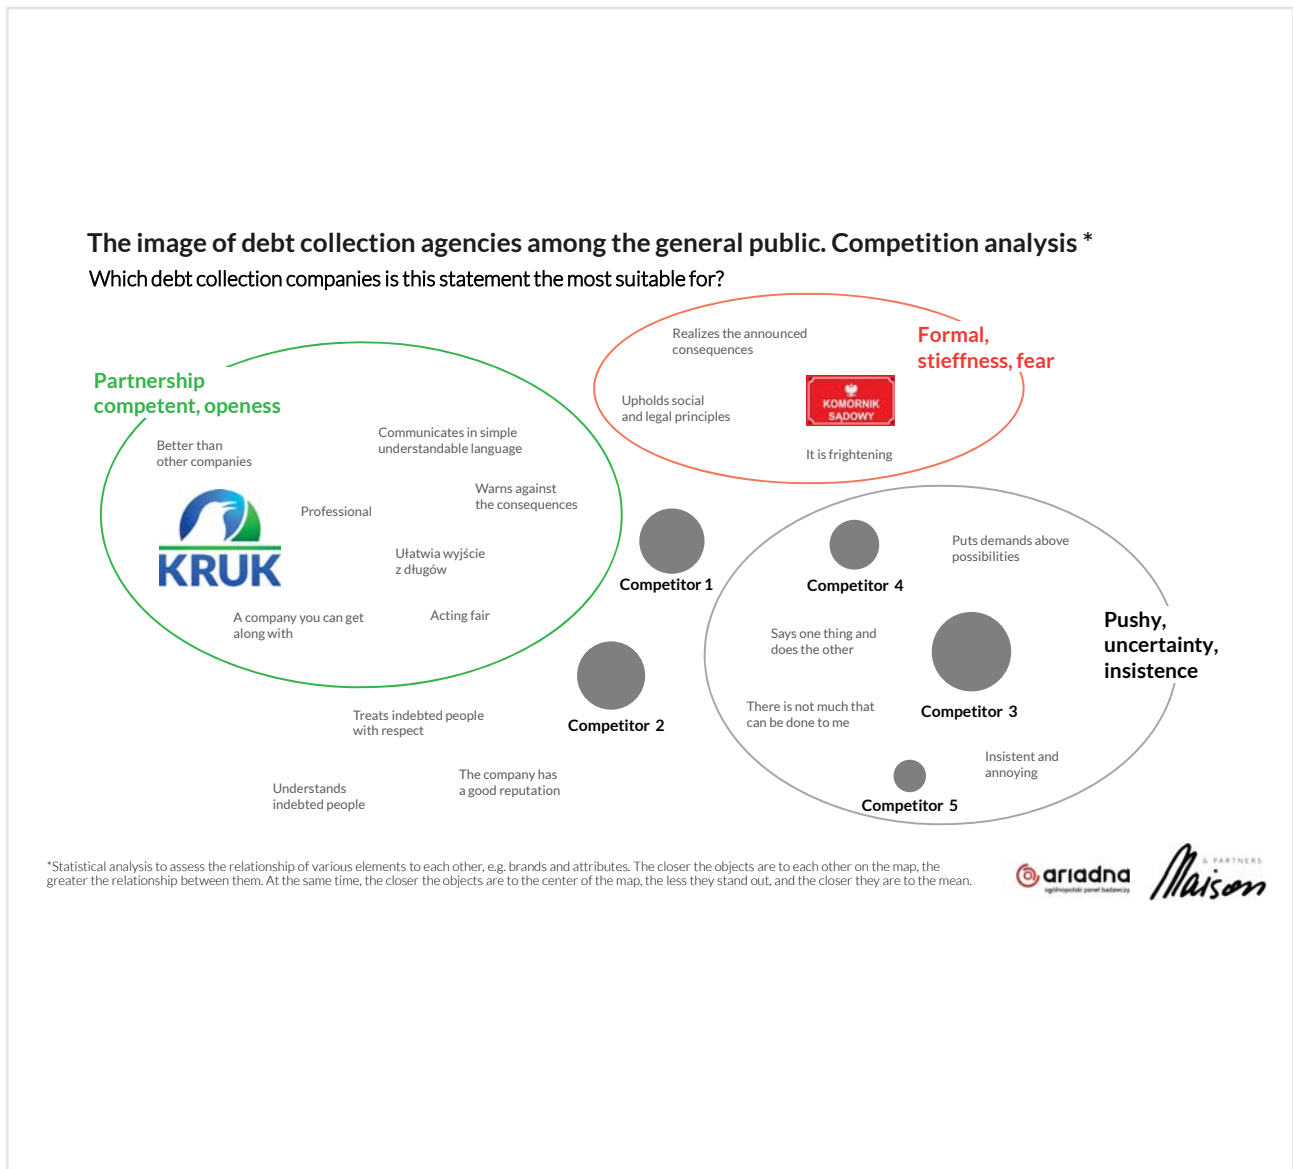 The image of debt collection agencies among the general public. Competition analysis *
Which debt collection companies is this statement the most suitable for?
Partnership
competent, openess
Better than
other companies
Communicates in simple
understandable language
Warns against
the consequences
Professional
KRUK
Ułatwia wyjście
z długów
A company you can get
along with
Acting fair
Realizes the announced
consequences
Formal,
stieffness, fear
Upholds social
and legal principles
KOMORNIK
SĄDOWY
It is frightening
Competitor 1
Competitor 2
Competitor 4
Puts demands above
possibilities
Says one thing and
does the other
Pushy,
uncertainty,
insistence
There is not much that
can be done to me
Competitor 3
Insistent and
annoying
Competitor 5
Treats indebted people
with respect
Understands
indebted people
The company has
a good reputation
*Statistical analysis to assess the relationship of various elements to each other, e.g. brands and attributes. The closer the objects are to each other on the map, the
greater the relationship between them. At the same time, the closer the objects are to the center of the map, the less they stand out, and the closer they are to the mean.
ariadna
ogólnopolski panel badawczy
& PARTNERS
Maison